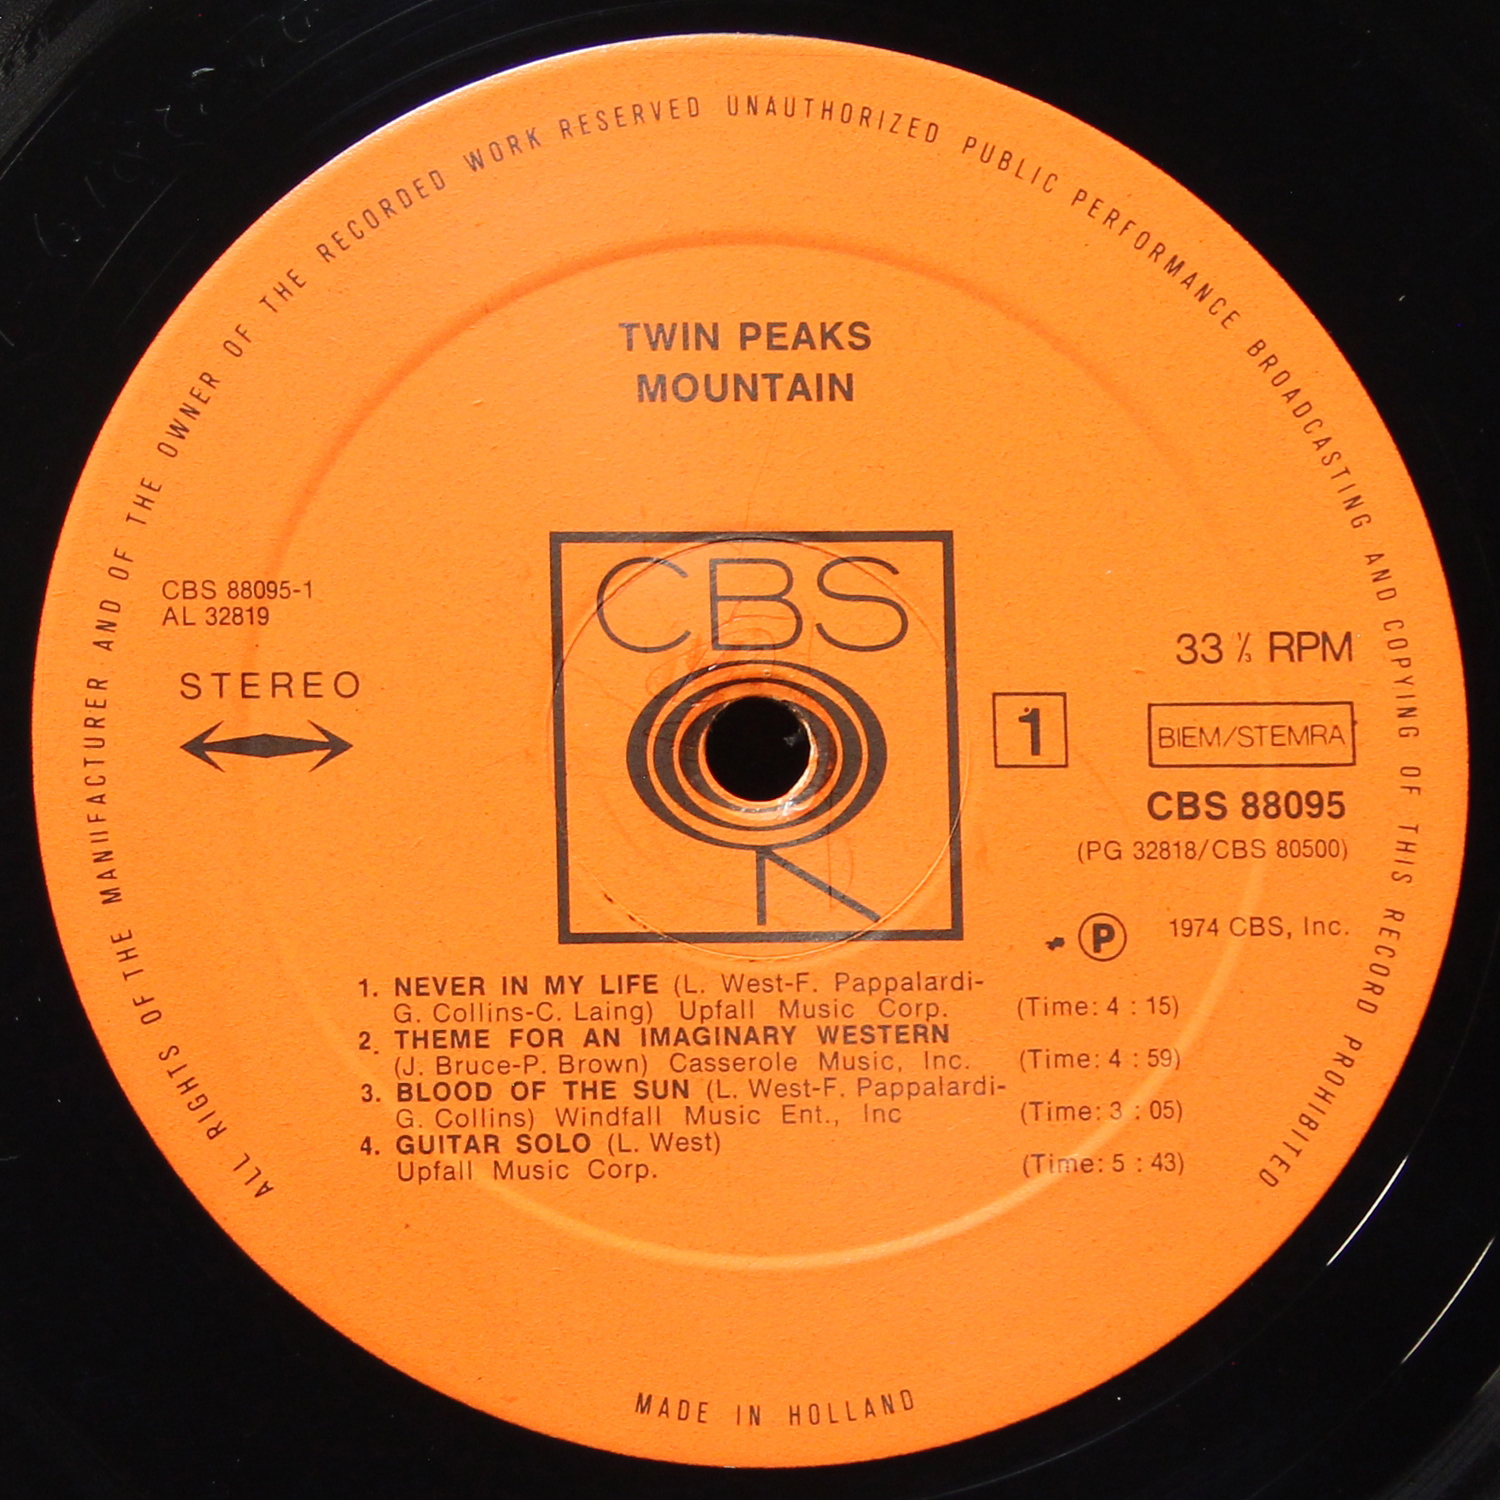 ALL RIGHTS OF THE MANUFACTURER AND OF THE OWNER OF THE RECORDED WORK RESERVED UNAUTHORIZED PUBLIC PERFORMANCE BROADCASTING AND COPYING OF THIS RECORD PROHIBITED
TWIN PEAKS
MOUNTAIN
CBS
CBS 88095-1
AL 32819
STEREO
33 ⅓ RPM
1
BIEM/STEMRA
CBS 88095
(PG 32818/CBS 80500)
Ⓟ 1974 CBS, Inc.
1. NEVER IN MY LIFE (L. West-F. Pappalardi-
G. Collins-C. Laing) Upfall Music Corp. (Time: 4 : 15)
2. THEME FOR AN IMAGINARY WESTERN
(J. Bruce-P. Brown) Casserole Music, Inc. (Time: 4 : 59)
3. BLOOD OF THE SUN (L. West-F. Pappalardi-
G. Collins) Windfall Music Ent., Inc (Time: 3 : 05)
4. GUITAR SOLO (L. West)
Upfall Music Corp. (Time: 5 : 43)
MADE IN HOLLAND